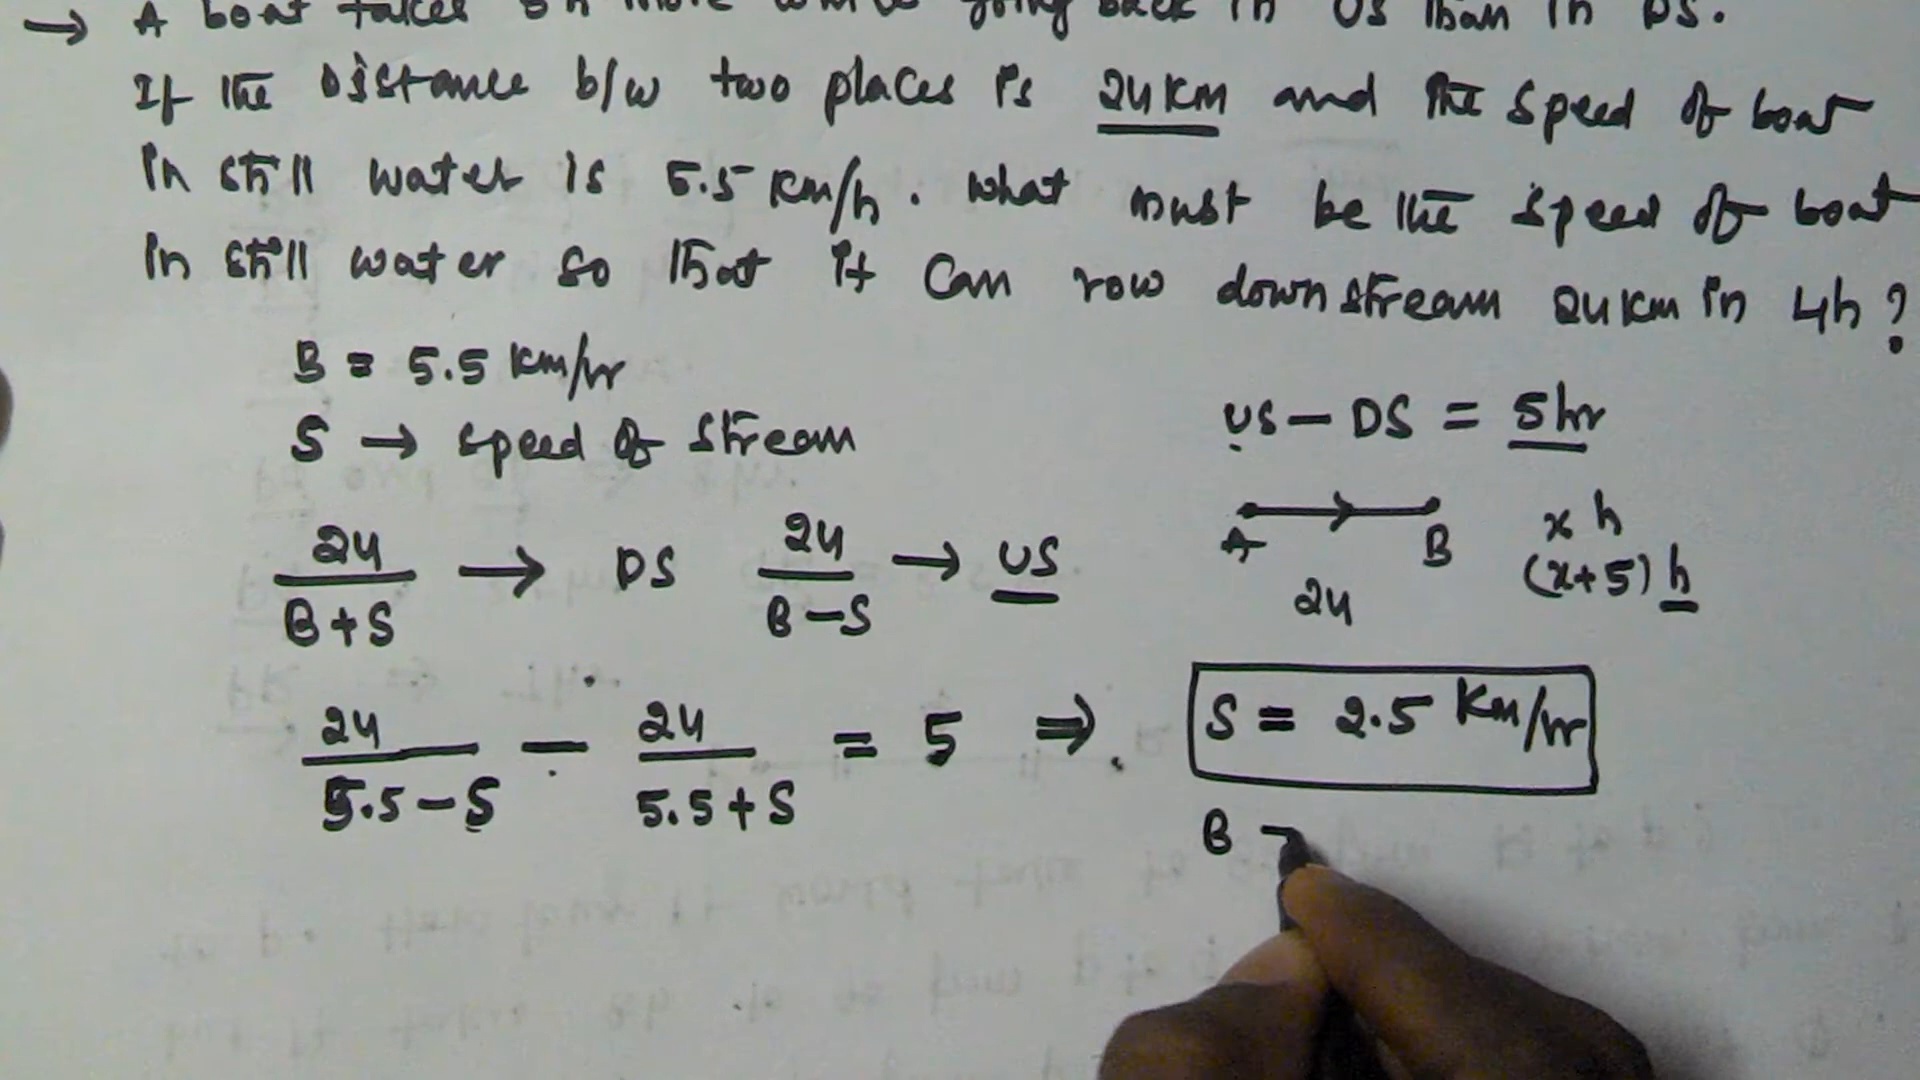 → A boat takes 5h more while going back in US than in DS.
If the Distance b/w two places is 24 KM and the Speed of boat
in still water is 5.5 Km/h. what must be the speed of boat
in still water so that it can row downstream 24 Km in 4h?
B = 5.5 Km/hr
S → speed of stream
US - DS = 5hr
A B
24
x h
(x+5) h
24/B+S → DS 24/B-S → US
24/5.5-S - 24/5.5+S = 5 ⇒ S = 2.5 Km/hr
B